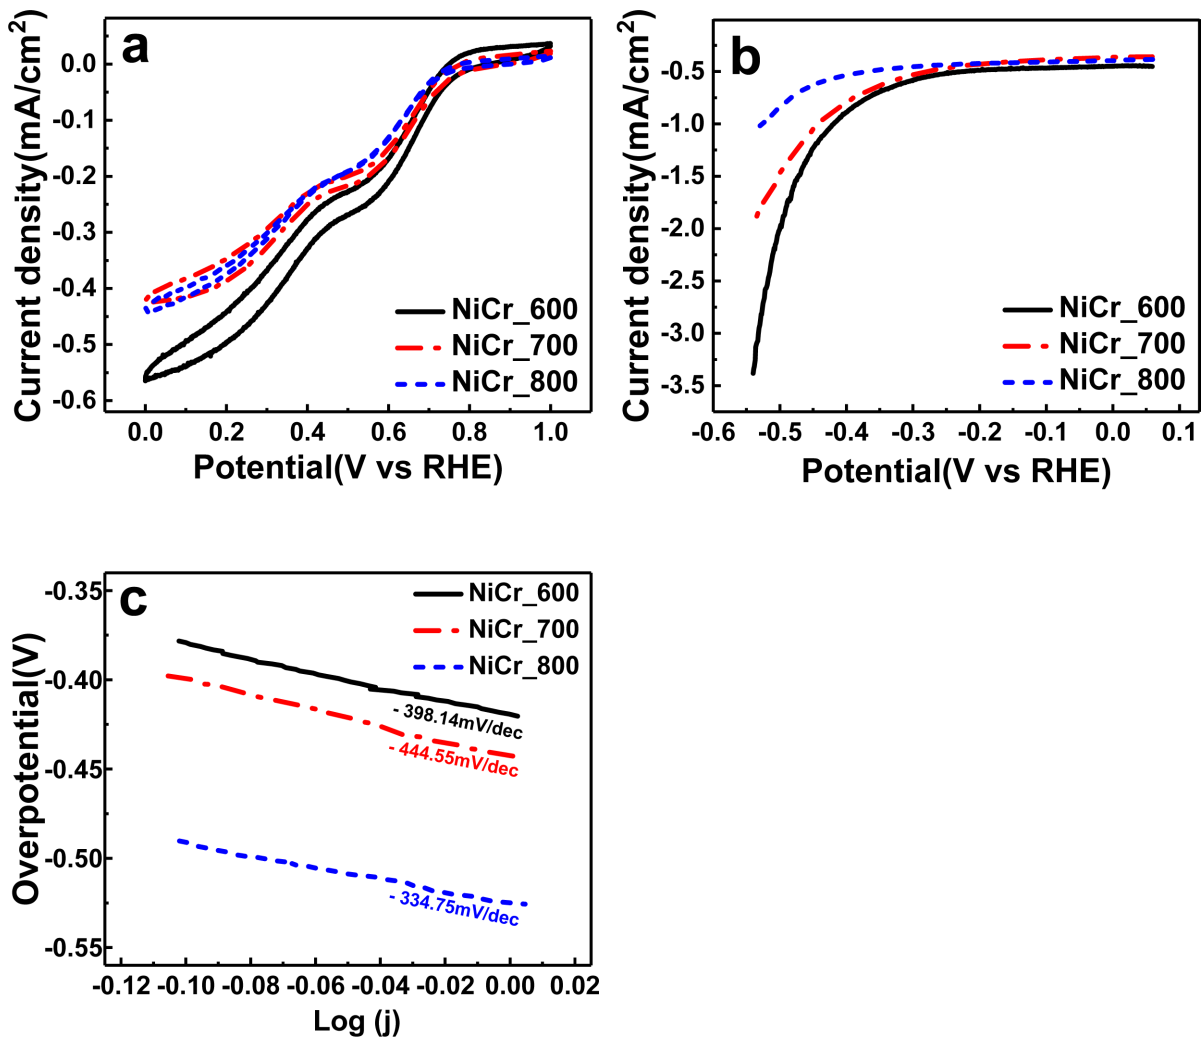 a
Current density(mA/cm²)
0.0
-0.1
-0.2
-0.3
-0.4
-0.5
-0.6
0.0 0.2 0.4 0.6 0.8 1.0
Potential(V vs RHE)
NiCr_600
NiCr_700
NiCr_800
b
Current density(mA/cm²)
-0.5
-1.0
-1.5
-2.0
-2.5
-3.0
-3.5
-0.6 -0.5 -0.4 -0.3 -0.2 -0.1 0.0 0.1
Potential(V vs RHE)
NiCr_600
NiCr_700
NiCr_800
c
Overpotential(V)
-0.35
-0.40
-0.45
-0.50
-0.55
-0.12 -0.10 -0.08 -0.06 -0.04 -0.02 0.00 0.02
Log (j)
NiCr_600
NiCr_700
NiCr_800
- 398.14mV/dec
- 444.55mV/dec
- 334.75mV/dec